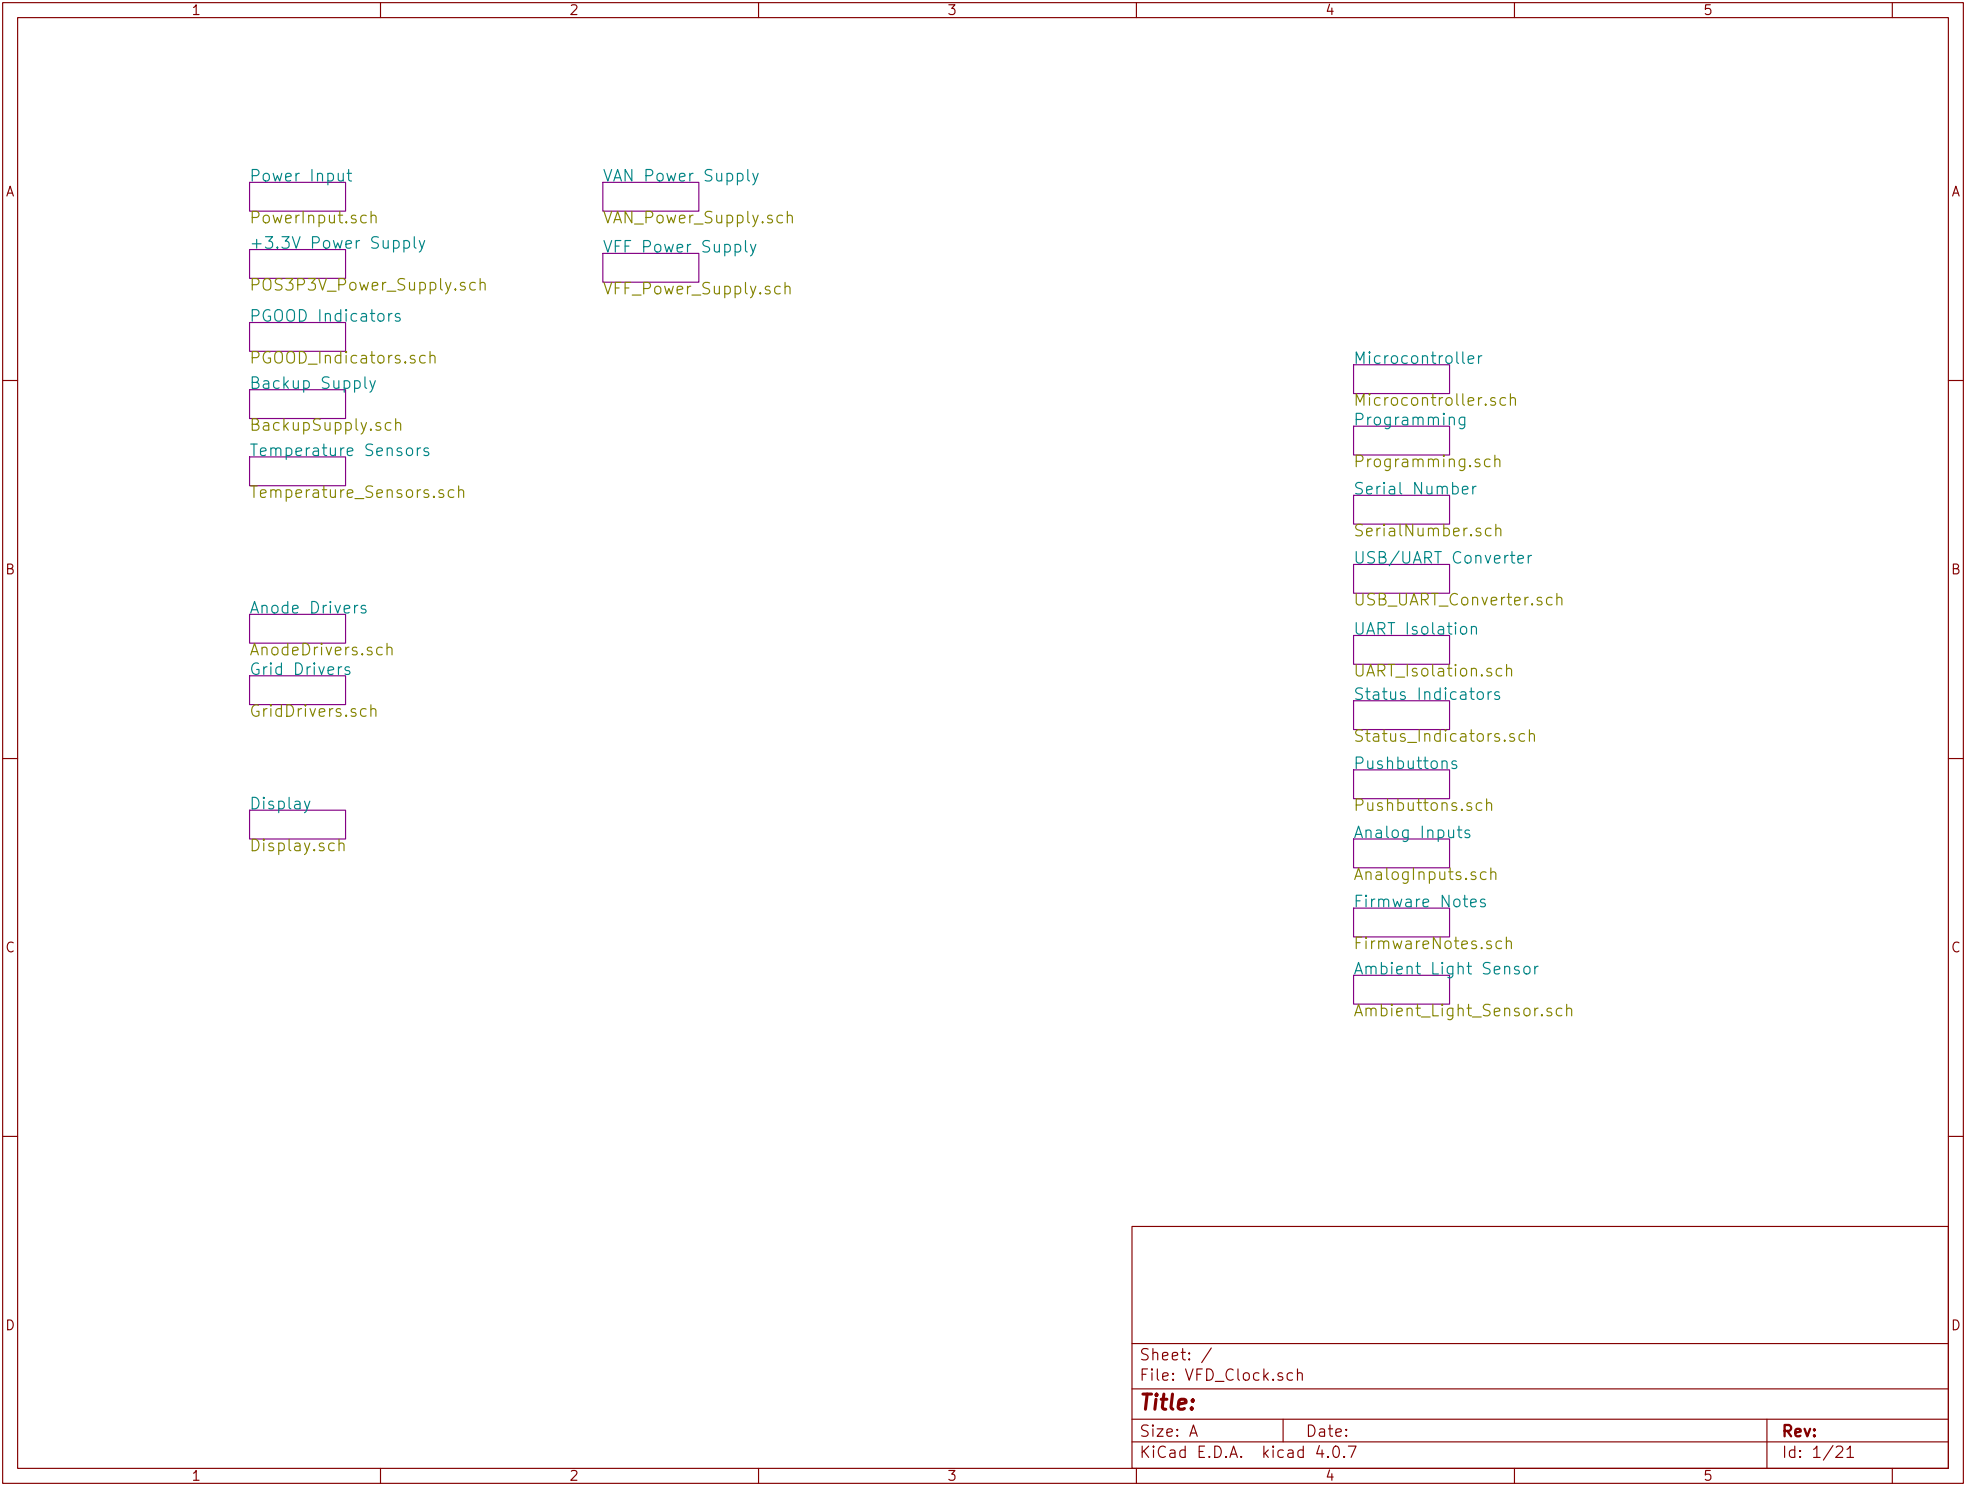 1 2 3 4 5
A A
Power Input
PowerInput.sch
+3.3V Power Supply
POS3P3V_Power_Supply.sch
PGOOD Indicators
PGOOD_Indicators.sch
Backup Supply
BackupSupply.sch
Temperature Sensors
Temperature_Sensors.sch
VAN Power Supply
VAN_Power_Supply.sch
VFF Power Supply
VFF_Power_Supply.sch
B B
Anode Drivers
AnodeDrivers.sch
Grid Drivers
GridDrivers.sch
Display
Display.sch
Microcontroller
Microcontroller.sch
Programming
Programming.sch
Serial Number
SerialNumber.sch
USB/UART Converter
USB_UART_Converter.sch
UART Isolation
UART_Isolation.sch
Status Indicators
Status_Indicators.sch
Pushbuttons
Pushbuttons.sch
Analog Inputs
AnalogInputs.sch
Firmware Notes
FirmwareNotes.sch
Ambient Light Sensor
Ambient_Light_Sensor.sch
C C
D D
Sheet: /
File: VFD_Clock.sch
Title:
Size: A Date: Rev:
KiCad E.D.A. kicad 4.0.7 Id: 1/21
1 2 3 4 5